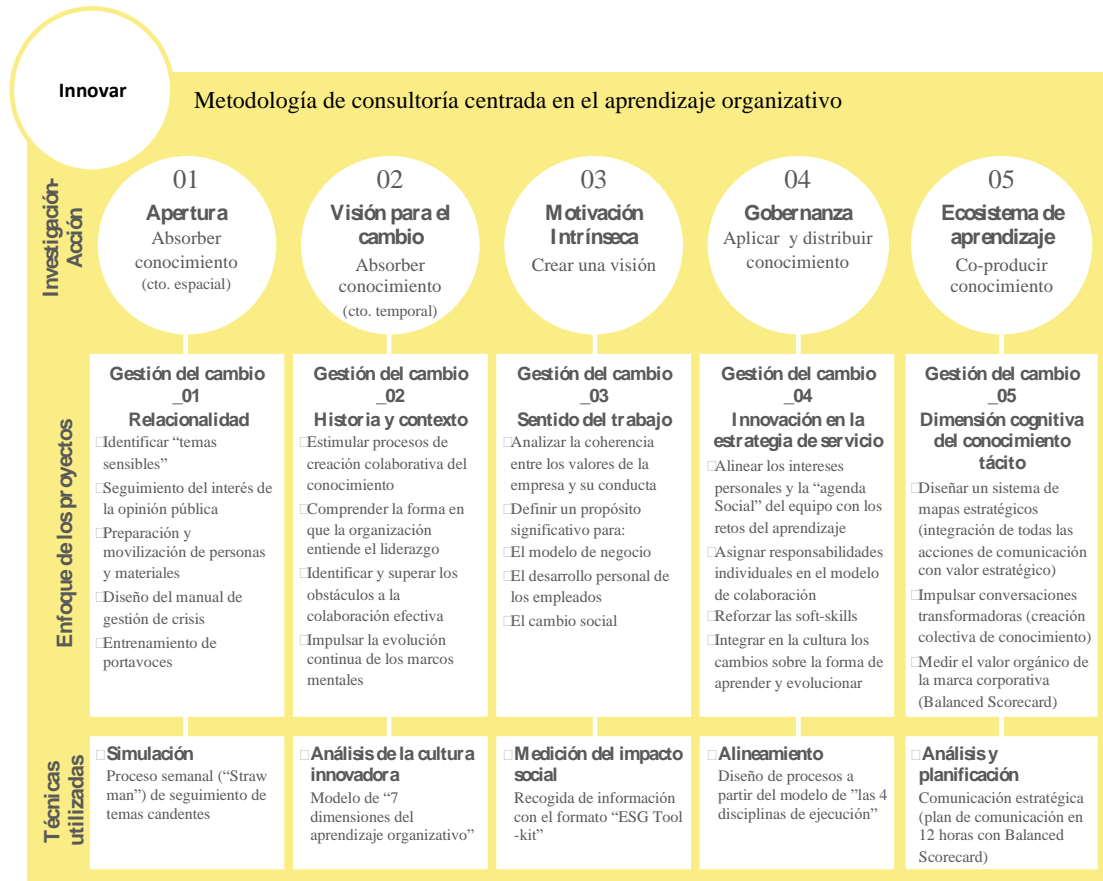 Innovar
Metodología de consultoría centrada en el aprendizaje organizativo
Investigación-
Acción
01
Apertura
Absorber
conocimiento
(cto. espacial)
02
Visión para el
cambio
Absorber
conocimiento
(cto. temporal)
03
Motivación
Intrínseca
Crear una visión
04
Gobernanza
Aplicar y distribuir
conocimiento
05
Ecosistema de
aprendizaje
Co-producir
conocimiento
Enfoque de los proyectos
Gestión del cambio
_01
Relacionalidad
Identificar “temas
sensibles”
Seguimiento del interés de
la opinión pública
Preparación y
movilización de personas
y materiales
Diseño del manual de
gestión de crisis
Entrenamiento de
portavoces
Gestión del cambio
_02
Historia y contexto
Estimular procesos de
creación colaborativa del
conocimiento
Comprender la forma en
que la organización
entiende el liderazgo
Identificar y superar los
obstáculos a la
colaboración efectiva
Impulsar la evolución
continua de los marcos
mentales
Gestión del cambio
_03
Sentido del trabajo
Analizar la coherencia
entre los valores de la
empresa y su conducta
Definir un propósito
significativo para:
El modelo de negocio
El desarrollo personal de
los empleados
El cambio social
Gestión del cambio
_04
Innovación en la
estrategia de servicio
Alinear los intereses
personales y la “agenda
Social” del equipo con los
retos del aprendizaje
Asignar responsabilidades
individuales en el modelo
de colaboración
Reforzar las soft-skills
Integrar en la cultura los
cambios sobre la forma de
aprender y evolucionar
Gestión del cambio
_05
Dimensión cognitiva
del conocimiento
tácito
Diseñar un sistema de
mapas estratégicos
(integración de todas las
acciones de comunicación
con valor estratégico)
Impulsar conversaciones
transformadoras (creación
colectiva de conocimiento)
Medir el valor orgánico de
la marca corporativa
(Balanced Scorecard)
Técnicas
utilizadas
Simulación
Proceso semanal (“Straw
man”) de seguimiento de
temas candentes
Análisis de la cultura
innovadora
Modelo de “7
dimensiones del
aprendizaje organizativo”
Medición del impacto
social
Recogida de información
con el formato “ESG Tool
-kit”
Alineamiento
Diseño de procesos a
partir del modelo de ”las 4
disciplinas de ejecución”
Análisis y
planificación
Comunicación estratégica
(plan de comunicación en
12 horas con Balanced
Scorecard)